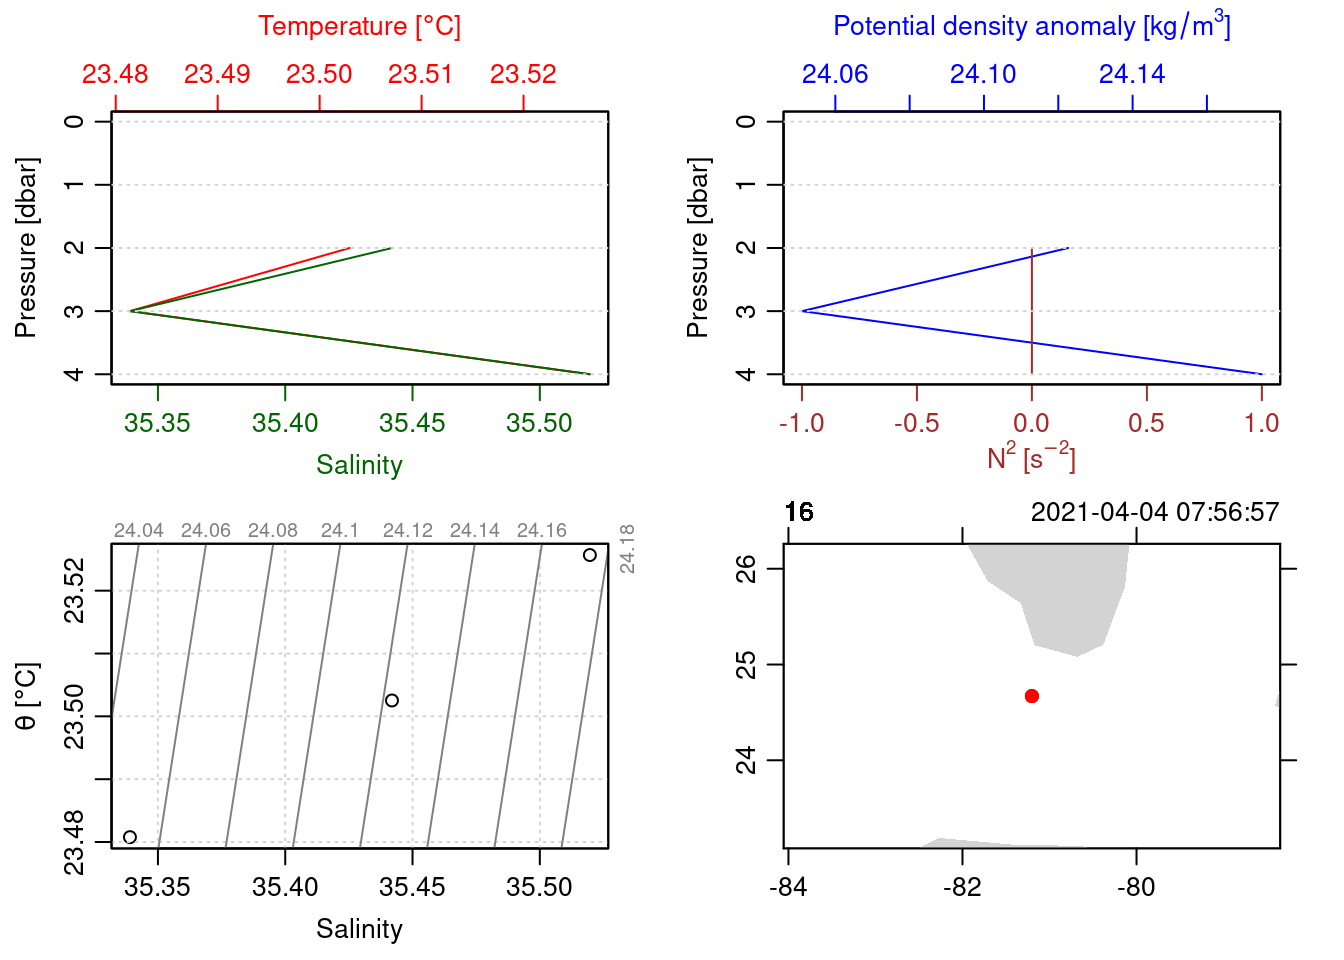 Temperature [°C]
23.48 23.49 23.50 23.51 23.52
Pressure [dbar]
0
1
2
3
4
35.35 35.40 35.45 35.50
Salinity
Potential density anomaly [kg/m³]
24.06 24.10 24.14
Pressure [dbar]
0
1
2
3
4
-1.0 -0.5 0.0 0.5 1.0
N² [s⁻²]
24.04 24.06 24.08 24.1 24.12 24.14 24.16
24.18
θ [°C]
23.52
23.50
23.48
35.35 35.40 35.45 35.50
Salinity
16 2021-04-04 07:56:57
26
25
24
-84 -82 -80